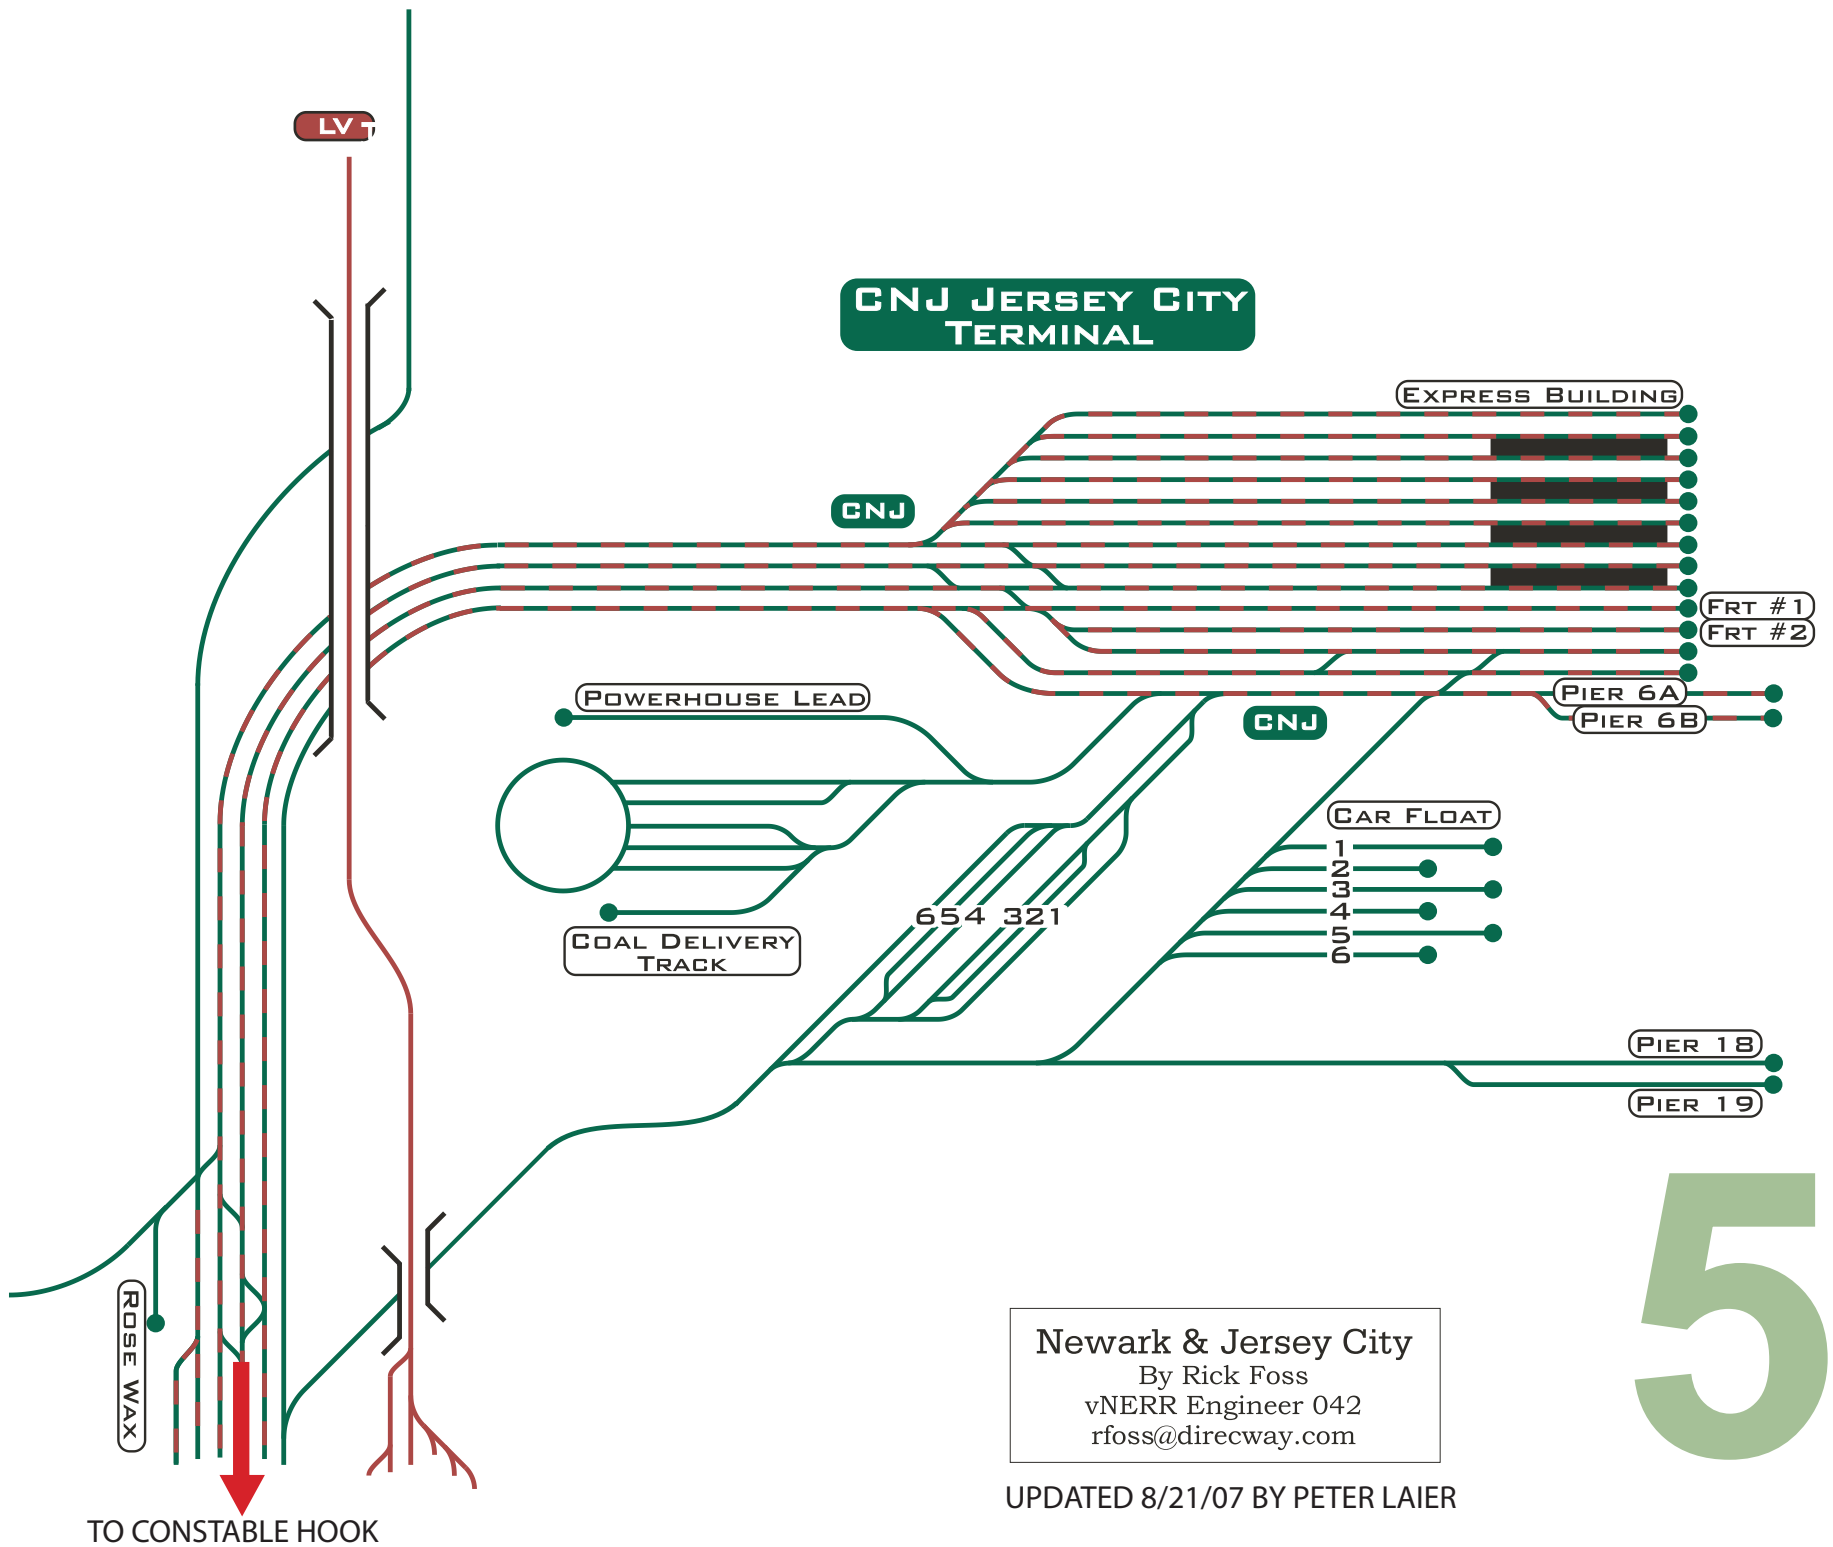 LV T
CNJ Jersey City
Terminal
Express Building
CNJ
Frt #1
Frt #2
Powerhouse Lead
Pier 6A
CNJ
Pier 6B
Car Float
1
2
3
4
5
6
654 321
Coal Delivery
Track
Pier 18
Pier 19
5
Rose Wax
Newark & Jersey City
By Rick Foss
vNERR Engineer 042
rfoss@direcway.com
UPDATED 8/21/07 BY PETER LAIER
TO CONSTABLE HOOK